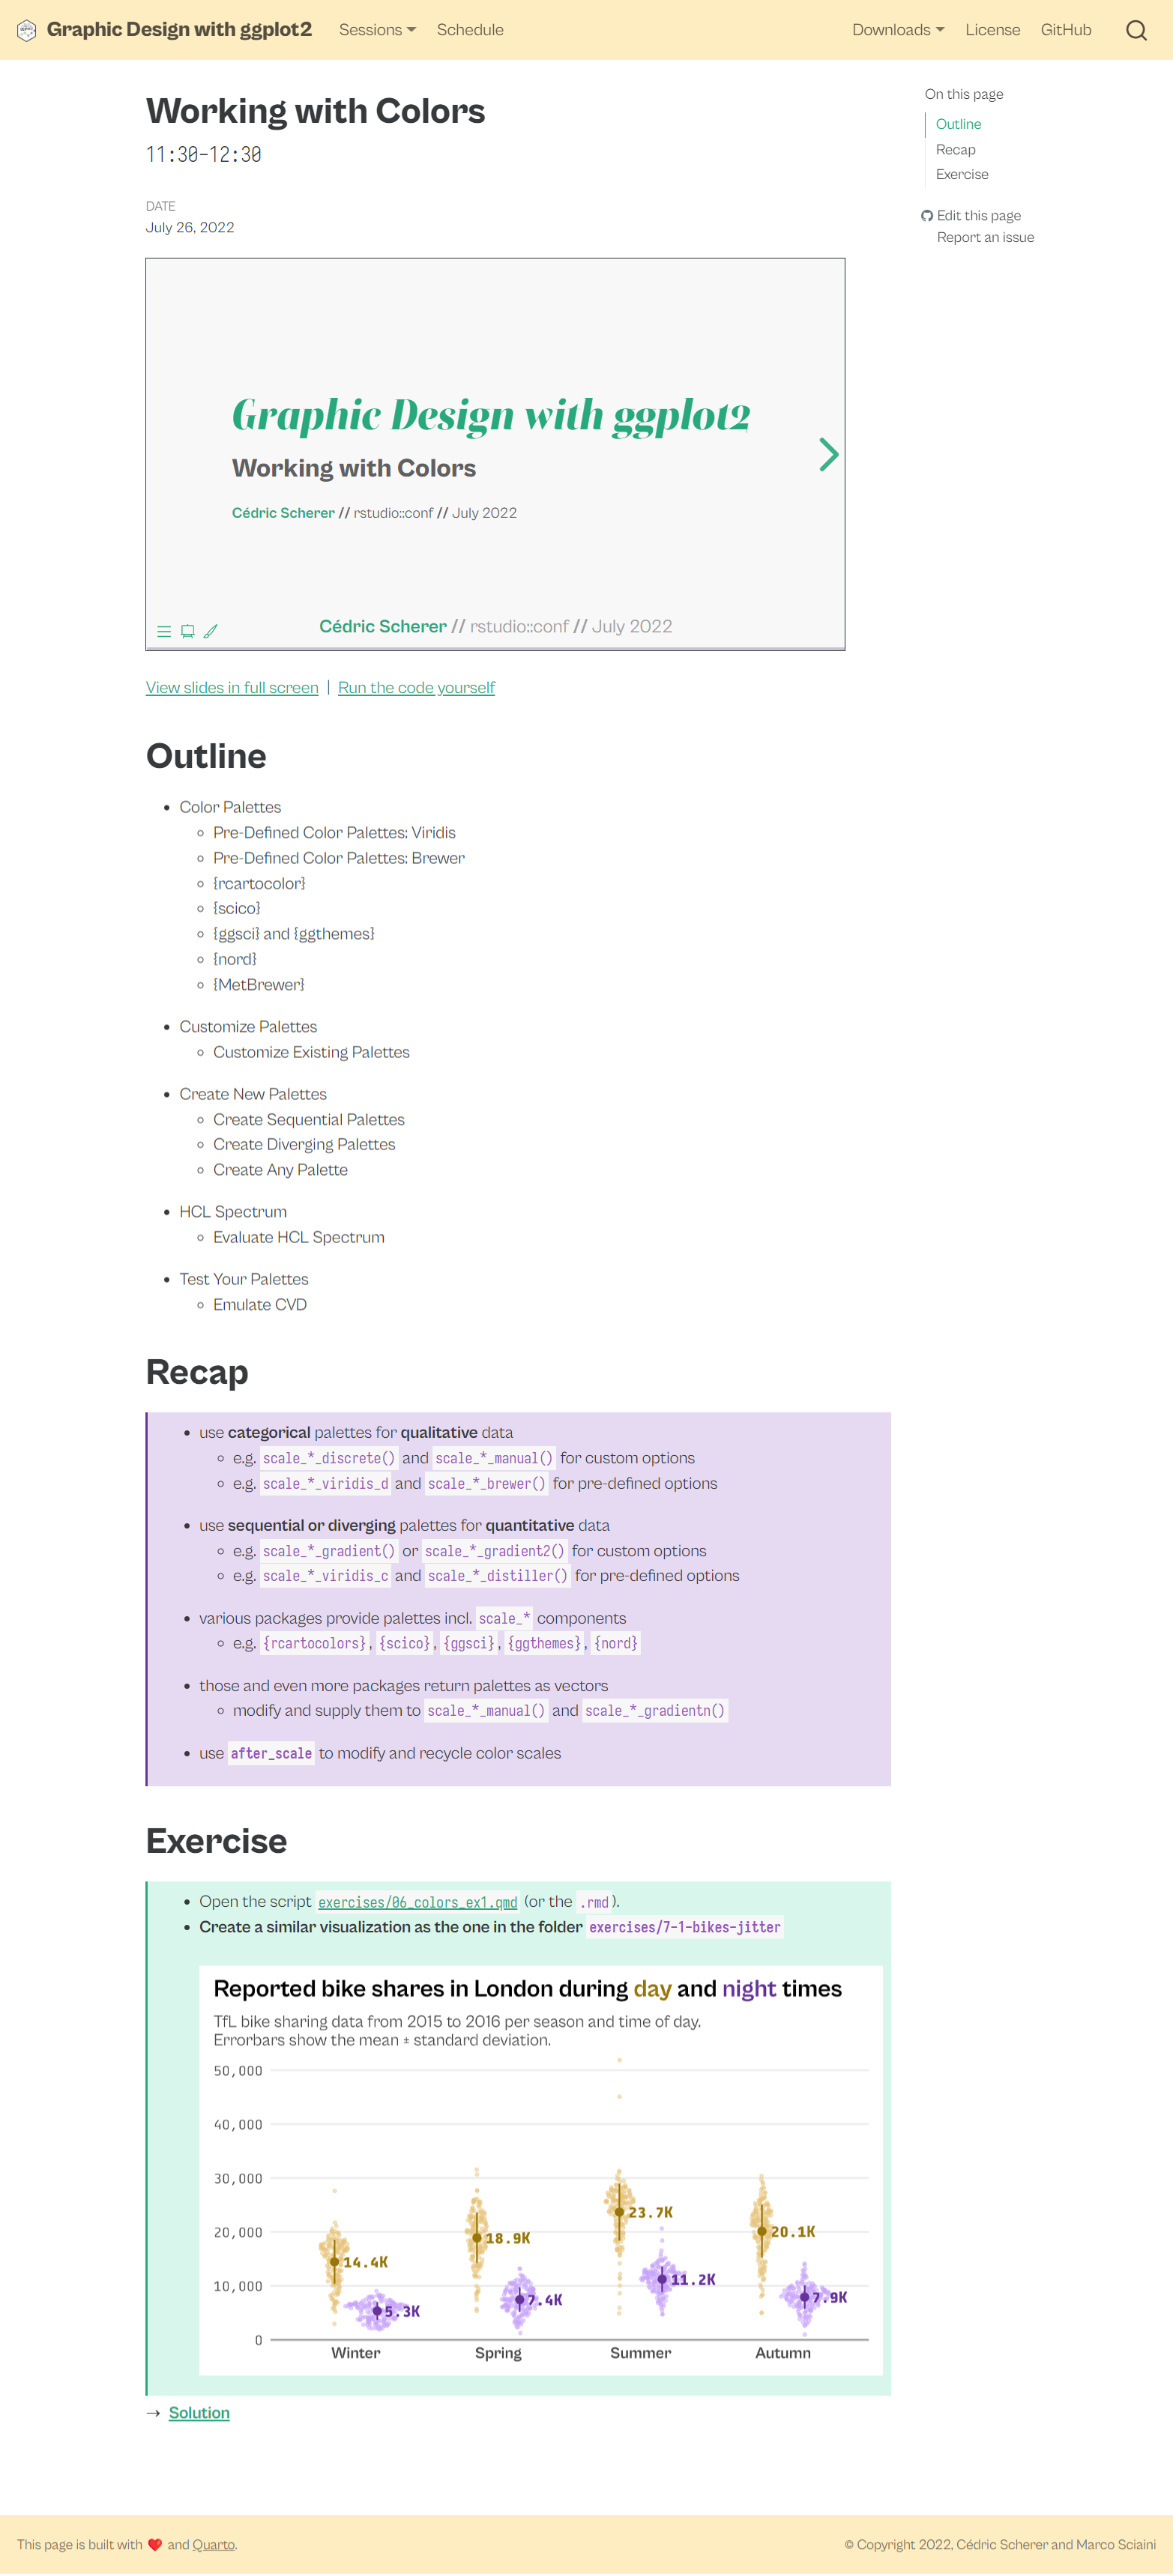 Graphic Design with ggplot2 Sessions Schedule Downloads License GitHub
Working with Colors
11:30–12:30
DATE
July 26, 2022
On this page
Outline
Recap
Exercise
Edit this page
Report an issue
Graphic Design with ggplot2
Working with Colors
Cédric Scherer // rstudio::conf // July 2022
Cédric Scherer // rstudio::conf // July 2022
View slides in full screen | Run the code yourself
Outline
• Color Palettes
◦ Pre-Defined Color Palettes: Viridis
◦ Pre-Defined Color Palettes: Brewer
◦ {rcartocolor}
◦ {scico}
◦ {ggsci} and {ggthemes}
◦ {nord}
◦ {MetBrewer}
• Customize Palettes
◦ Customize Existing Palettes
• Create New Palettes
◦ Create Sequential Palettes
◦ Create Diverging Palettes
◦ Create Any Palette
• HCL Spectrum
◦ Evaluate HCL Spectrum
• Test Your Palettes
◦ Emulate CVD
Recap
• use categorical palettes for qualitative data
◦ e.g. scale_*_discrete() and scale_*_manual() for custom options
◦ e.g. scale_*_viridis_d and scale_*_brewer() for pre-defined options
• use sequential or diverging palettes for quantitative data
◦ e.g. scale_*_gradient() or scale_*_gradient2() for custom options
◦ e.g. scale_*_viridis_c and scale_*_distiller() for pre-defined options
• various packages provide palettes incl. scale_* components
◦ e.g. {rcartocolors}, {scico}, {ggsci}, {ggthemes}, {nord}
• those and even more packages return palettes as vectors
◦ modify and supply them to scale_*_manual() and scale_*_gradientn()
• use after_scale to modify and recycle color scales
Exercise
• Open the script exercises/06_colors_ex1.qmd (or the .rmd).
• Create a similar visualization as the one in the folder exercises/7-1-bikes-jitter
Reported bike shares in London during day and night times
TfL bike sharing data from 2015 to 2016 per season and time of day.
Errorbars show the mean ± standard deviation.
50,000
40,000
30,000
20,000
10,000
0
14.4K
5.3K
18.9K
7.4K
23.7K
11.2K
20.1K
7.9K
Winter Spring Summer Autumn
→ Solution
This page is built with ❤️ and Quarto.
© Copyright 2022, Cédric Scherer and Marco Sciaini